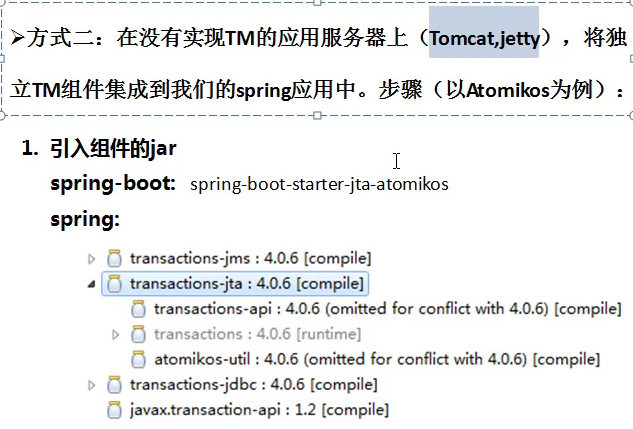 ➢方式二：在没有实现TM的应用服务器上（Tomcat,jetty），将独
立TM组件集成到我们的spring应用中。步骤（以Atomikos为例）：
1. 引入组件的jar
spring-boot: spring-boot-starter-jta-atomikos
spring:
transactions-jms : 4.0.6 [compile]
transactions-jta : 4.0.6 [compile]
transactions-api : 4.0.6 (omitted for conflict with 4.0.6) [compile]
transactions : 4.0.6 [runtime]
atomikos-util : 4.0.6 (omitted for conflict with 4.0.6) [compile]
transactions-jdbc : 4.0.6 [compile]
javax.transaction-api : 1.2 [compile]